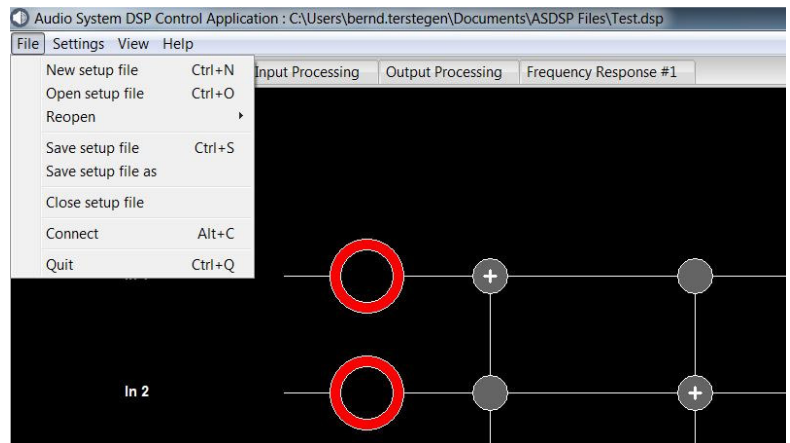 Audio System DSP Control Application : C:\Users\bernd.terstegen\Documents\ASDSP Files\Test.dsp
File Settings View Help
Input Processing Output Processing Frequency Response #1
New setup file Ctrl+N
Open setup file Ctrl+O
Reopen
Save setup file Ctrl+S
Save setup file as
Close setup file
Connect Alt+C
Quit Ctrl+Q
In 2